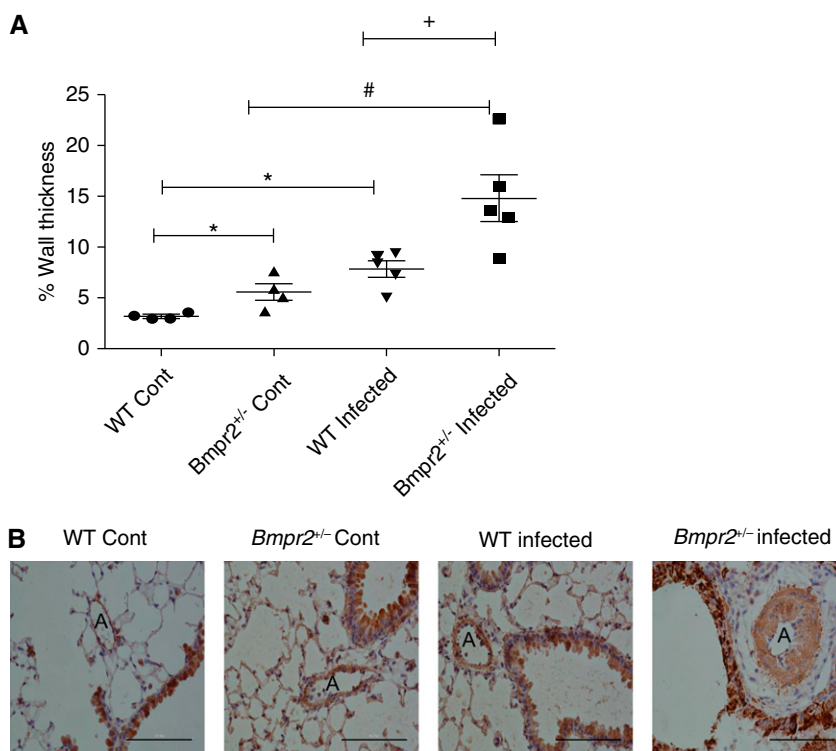 A
+
#
*
*
% Wall thickness
25
20
15
10
5
0
WT Cont
Bmpr2+/- Cont
WT Infected
Bmpr2+/- Infected
B
WT Cont
Bmpr2+/– Cont
WT infected
Bmpr2+/– infected
A
A
A
A